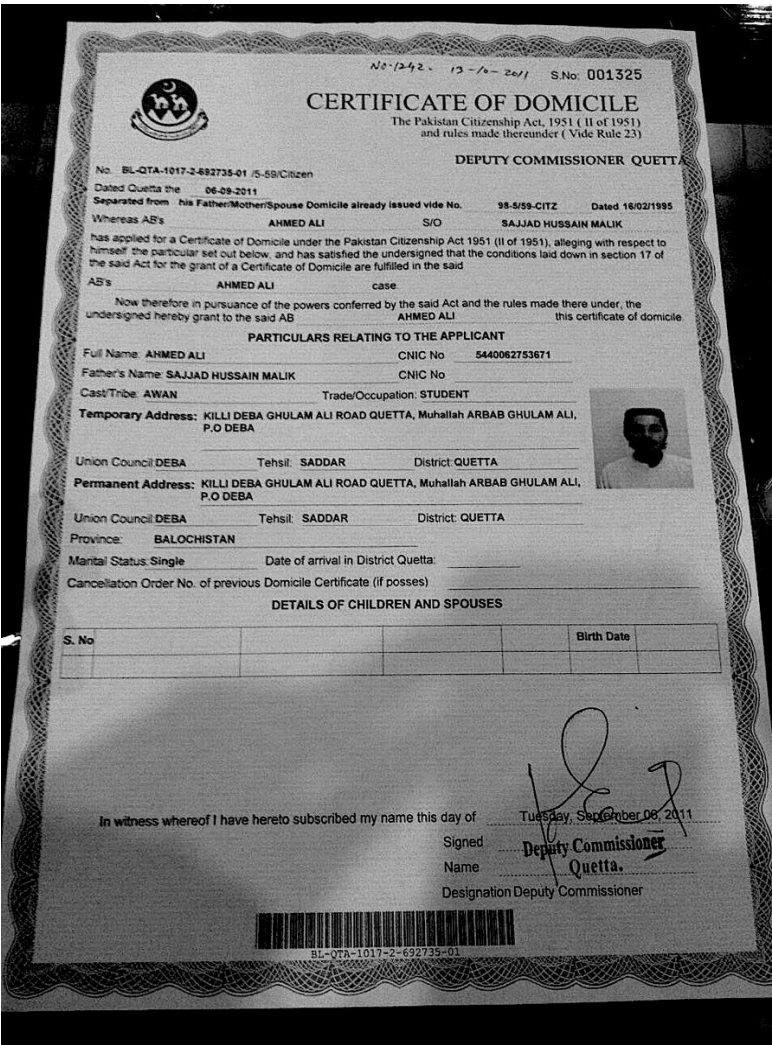 No-1242. 13-10-2011 S.No: 001325
CERTIFICATE OF DOMICILE
The Pakistan Citizenship Act, 1951 ( II of 1951)
and rules made thereunder ( Vide Rule 23)
DEPUTY COMMISSIONER QUETTA
No. BL-QTA-1017-2-692735-01 /5-59/Citizen
Dated Quetta the 06-09-2011
Separated from his Father/Mother/Spouse Domicile already issued vide No. 98-5/59-CITZ Dated 16/02/1995
Whereas AB's AHMED ALI S/O SAJJAD HUSSAIN MALIK
has applied for a Certificate of Domicile under the Pakistan Citizenship Act 1951 (II of 1951), alleging with respect to
himself the particular set out below, and has satisfied the undersigned that the conditions laid down in section 17 of
the said Act for the grant of a Certificate of Domicile are fulfilled in the said
AB's AHMED ALI case.
Now therefore in pursuance of the powers conferred by the said Act and the rules made there under, the
undersigned hereby grant to the said AB AHMED ALI this certificate of domicile.
PARTICULARS RELATING TO THE APPLICANT
Full Name: AHMED ALI CNIC No 5440062753671
Father's Name: SAJJAD HUSSAIN MALIK CNIC No
Cast/Tribe: AWAN Trade/Occupation: STUDENT
Temporary Address: KILLI DEBA GHULAM ALI ROAD QUETTA, Muhallah ARBAB GHULAM ALI,
P.O DEBA
Union Council: DEBA Tehsil: SADDAR District: QUETTA
Permanent Address: KILLI DEBA GHULAM ALI ROAD QUETTA, Muhallah ARBAB GHULAM ALI,
P.O DEBA
Union Council: DEBA Tehsil: SADDAR District: QUETTA
Province: BALOCHISTAN
Marital Status: Single Date of arrival in District Quetta:
Cancellation Order No. of previous Domicile Certificate (if posses)
DETAILS OF CHILDREN AND SPOUSES
S. No Birth Date
In witness whereof I have hereto subscribed my name this day of Tuesday, September 06, 2011
Signed
Deputy Commissioner
Name Quetta.
Designation Deputy Commissioner
BL-QTA-1017-2-692735-01